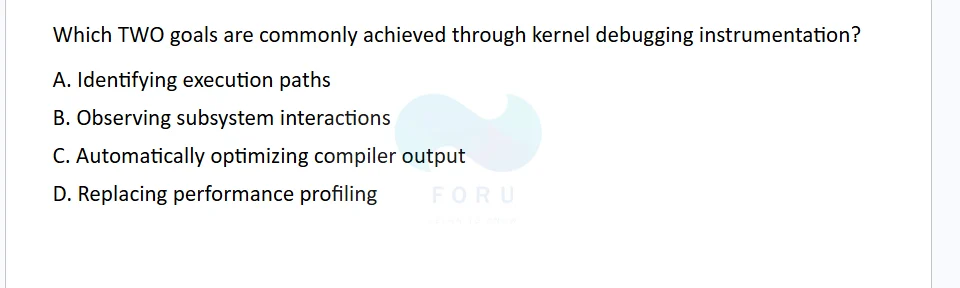 Which TWO goals are commonly achieved through kernel debugging instrumentation?
A. Identifying execution paths
B. Observing subsystem interactions
C. Automatically optimizing compiler output
D. Replacing performance profiling
FORU